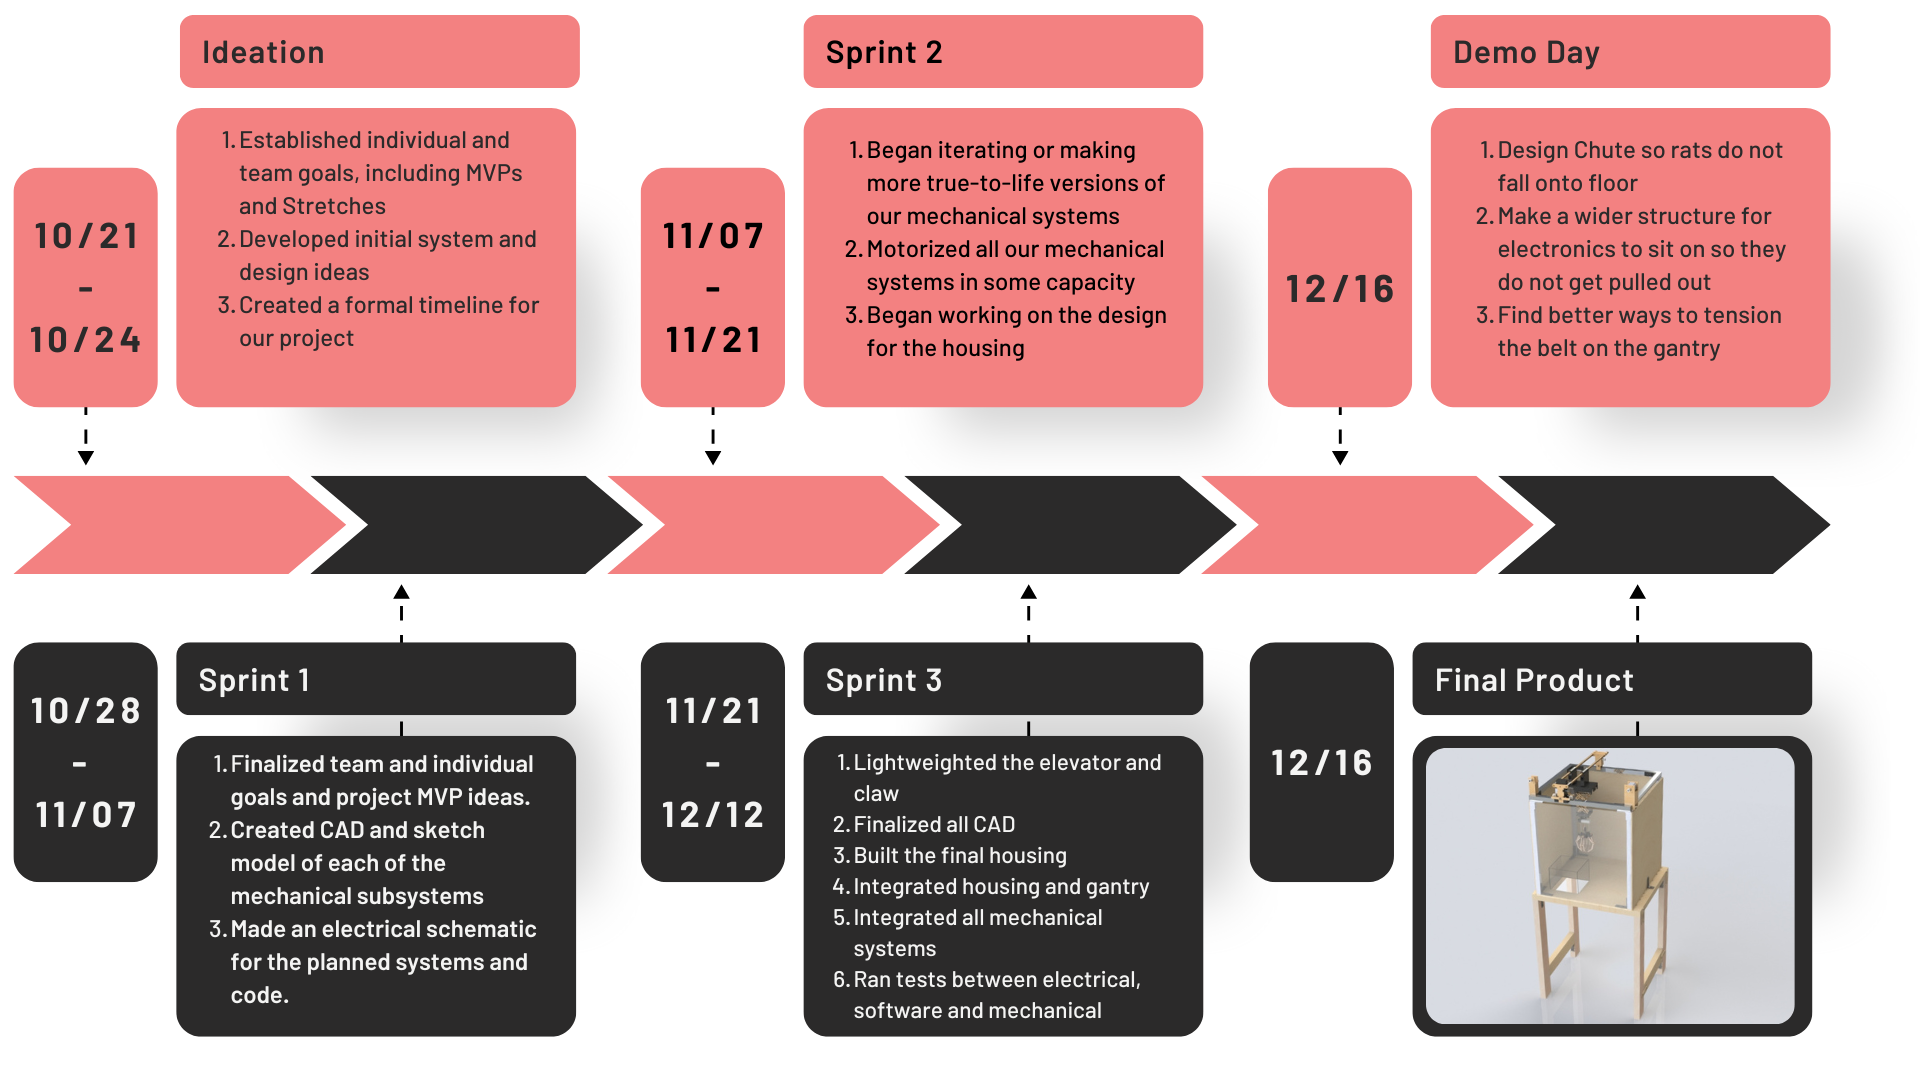 Ideation
10/21
-
10/24
1. Established individual and
team goals, including MVPs
and Stretches
2. Developed initial system and
design ideas
3. Created a formal timeline for
our project
Sprint 2
11/07
-
11/21
1. Began iterating or making
more true-to-life versions of
our mechanical systems
2. Motorized all our mechanical
systems in some capacity
3. Began working on the design
for the housing
Demo Day
12/16
1. Design Chute so rats do not
fall onto floor
2. Make a wider structure for
electronics to sit on so they
do not get pulled out
3. Find better ways to tension
the belt on the gantry
Sprint 1
10/28
-
11/07
1. Finalized team and individual
goals and project MVP ideas.
2. Created CAD and sketch
model of each of the
mechanical subsystems
3. Made an electrical schematic
for the planned systems and
code.
Sprint 3
11/21
-
12/12
1. Lightweighted the elevator and
claw
2. Finalized all CAD
3. Built the final housing
4. Integrated housing and gantry
5. Integrated all mechanical
systems
6. Ran tests between electrical,
software and mechanical
Final Product
12/16